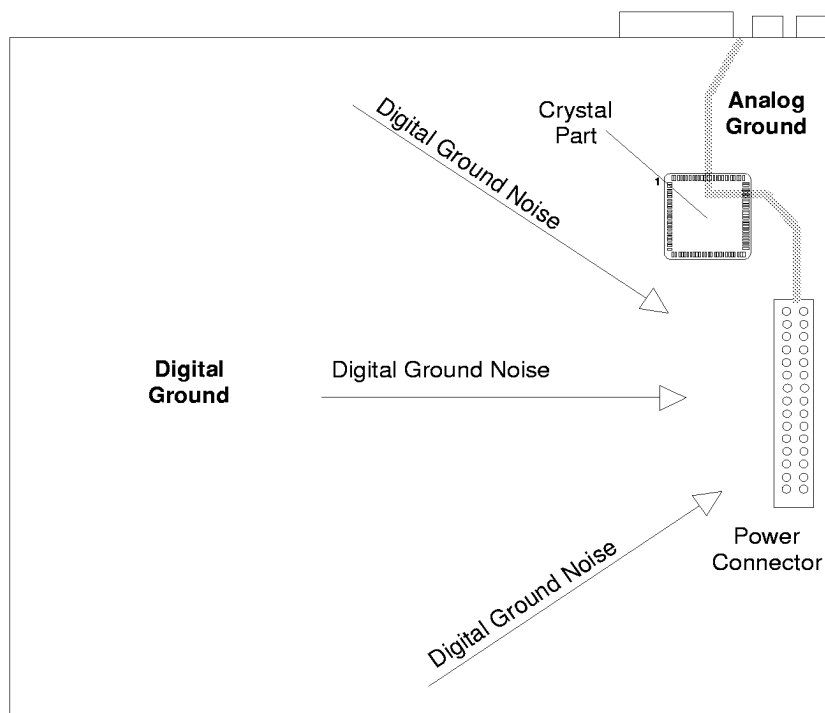 Analog
Ground
Crystal
Part
Digital Ground Noise
1
Digital
Ground
Digital Ground Noise
Digital Ground Noise
Power
Connector